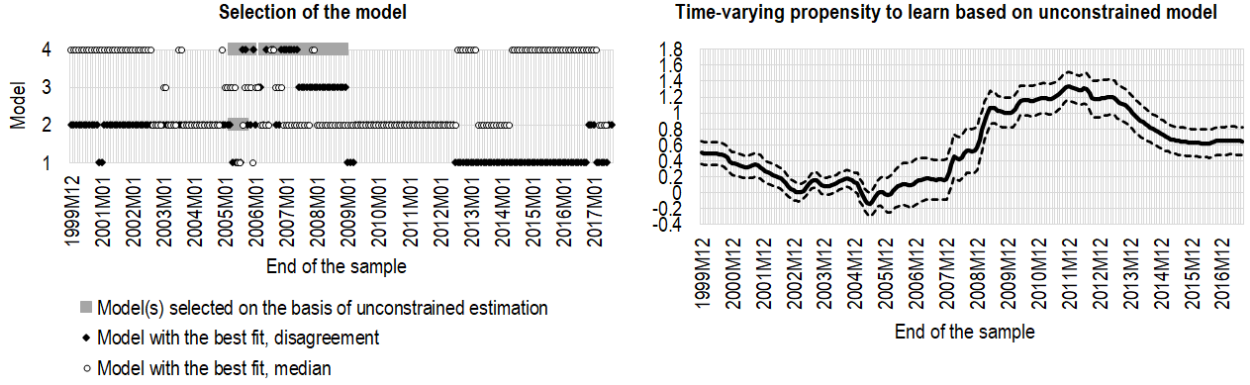 Selection of the model
Model
4
3
2
1
1999M12
2001M01
2002M01
2003M01
2004M01
2005M01
2006M01
2007M01
2008M01
2009M01
2010M01
2011M01
2012M01
2013M01
2014M01
2015M01
2016M01
2017M01
End of the sample
Model(s) selected on the basis of unconstrained estimation
Model with the best fit, disagreement
Model with the best fit, median
Time-varying propensity to learn based on unconstrained model
1.8
1.6
1.4
1.2
1
0.8
0.6
0.4
0.2
0
-0.2
-0.4
1999M12
2000M12
2001M12
2002M12
2003M12
2004M12
2005M12
2006M12
2007M12
2008M12
2009M12
2010M12
2011M12
2012M12
2013M12
2014M12
2015M12
2016M12
End of the sample